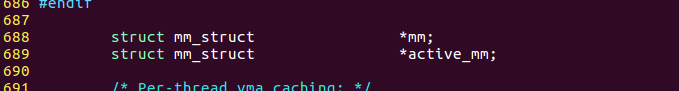 686 #endif
687
688 struct mm_struct *mm;
689 struct mm_struct *active_mm;
690
691 /* Per-thread vma caching: */